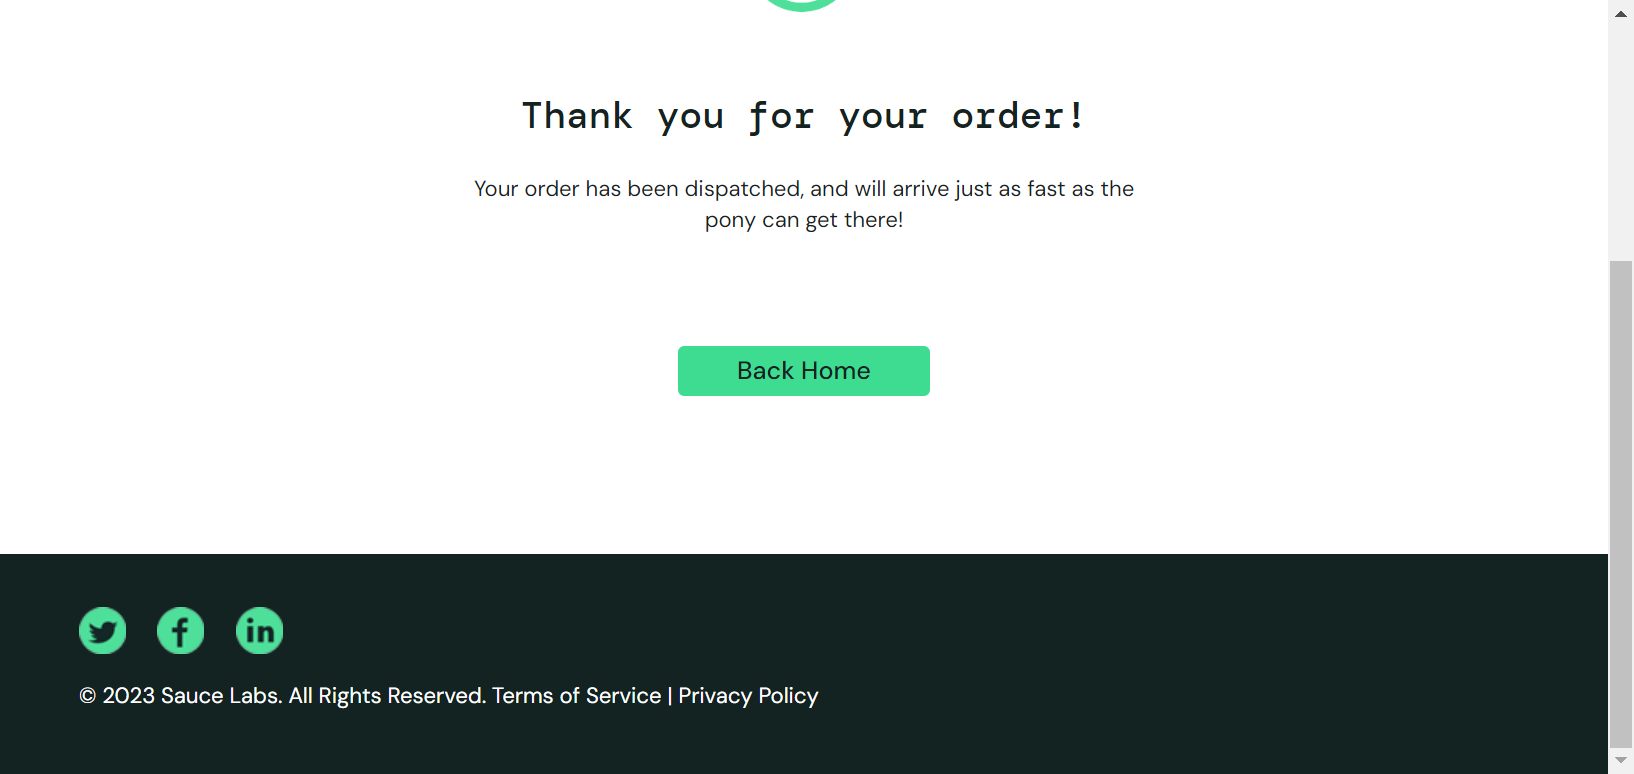 Thank you for your order!
Your order has been dispatched, and will arrive just as fast as the
pony can get there!
Back Home
© 2023 Sauce Labs. All Rights Reserved. Terms of Service | Privacy Policy